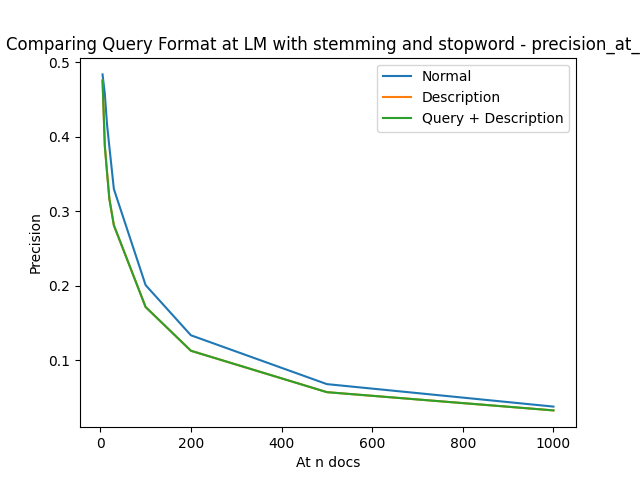 Comparing Query Format at LM with stemming and stopword - precision_at_
0.5
Normal
Description
Query + Description
0.4
0.3
0.2
0.1
Precision
0 200 400 600 800 1000
At n docs